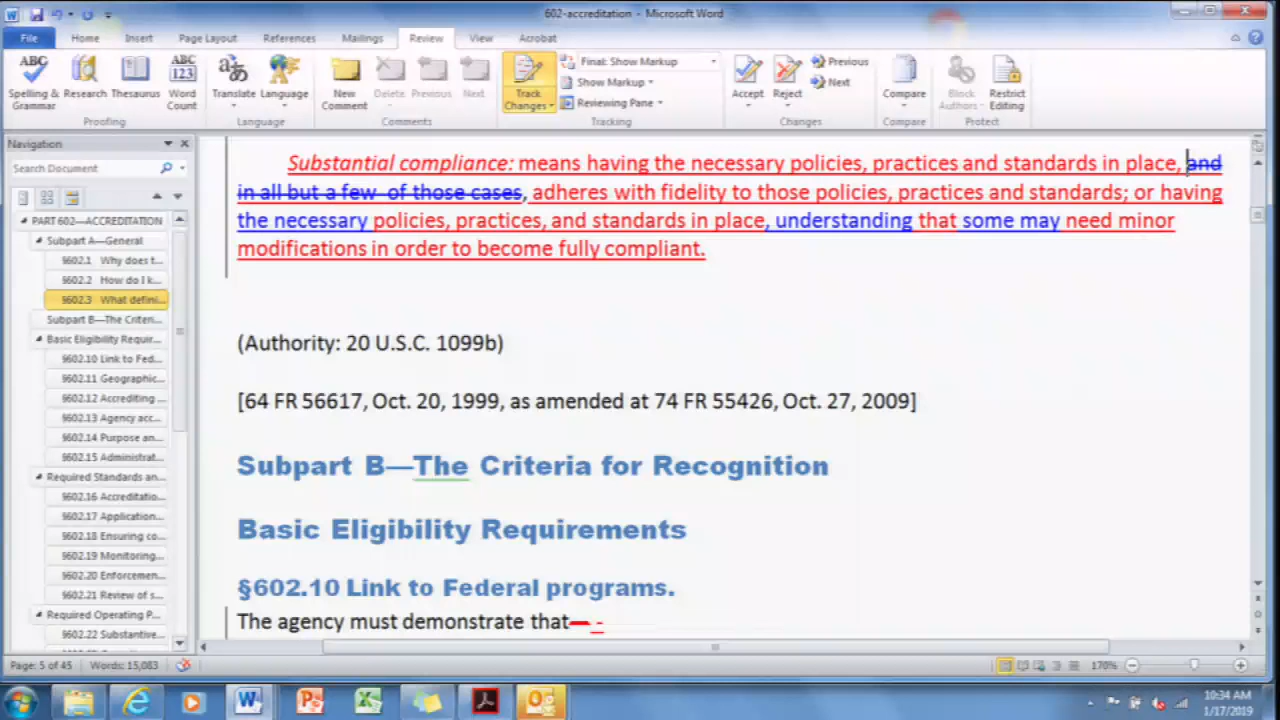 602-accreditation - Microsoft Word
File Home Insert Page Layout References Mailings Review View Acrobat
Spelling & Grammar
Research
Thesaurus
ABC 123 Word Count
Translate
Language
New Comment
Delete
Previous
Next
Track Changes
Final: Show Markup
Show Markup
Reviewing Pane
Accept
Reject
Previous
Next
Compare
Block Authors
Restrict Editing
Proofing Language Comments Tracking Changes Compare Protect
Navigation
Search Document
PART 602—ACCREDITATION
Subpart A—General
§602.1 Why does t...
§602.2 How do I k...
§602.3 What defini...
Subpart B—The Criteri...
Basic Eligibility Requir...
§602.10 Link to Fed...
§602.11 Geographic...
§602.12 Accrediting ...
§602.13 Agency acc...
§602.14 Purpose an...
§602.15 Administrat...
Required Standards an...
§602.16 Accreditatio...
§602.17 Application...
§602.18 Ensuring co...
§602.19 Monitoring...
§602.20 Enforcemen...
§602.21 Review of s...
Required Operating P...
§602.22 Substantive...
Substantial compliance: means having the necessary policies, practices and standards in place, and
in all but a few of those cases, adheres with fidelity to those policies, practices and standards; or having
the necessary policies, practices, and standards in place, understanding that some may need minor
modifications in order to become fully compliant.
(Authority: 20 U.S.C. 1099b)
[64 FR 56617, Oct. 20, 1999, as amended at 74 FR 55426, Oct. 27, 2009]
Subpart B—The Criteria for Recognition
Basic Eligibility Requirements
§602.10 Link to Federal programs.
The agency must demonstrate that—
Page: 5 of 45 Words: 15,083 170%
10:34 AM
1/17/2019